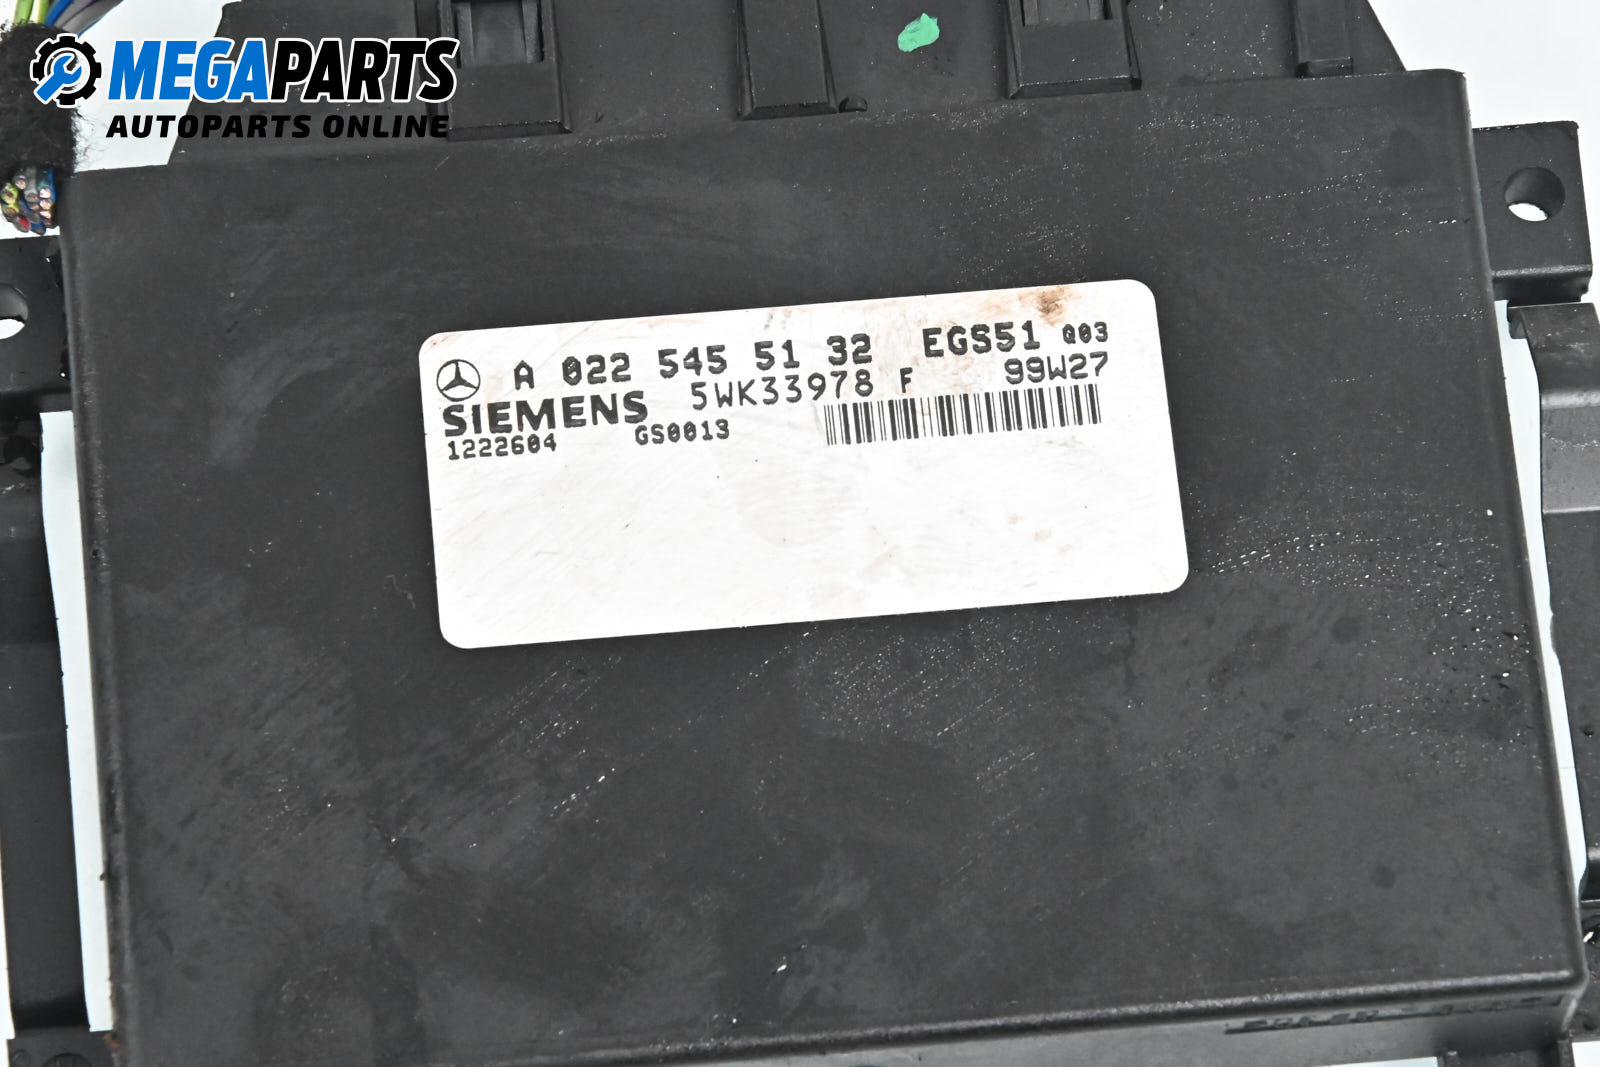 MEGAPARTS
AUTOPARTS ONLINE
A 022 545 51 32 EGS51 Q03
SIEMENS 5WK33978 F 99W27
1222604 GS0013